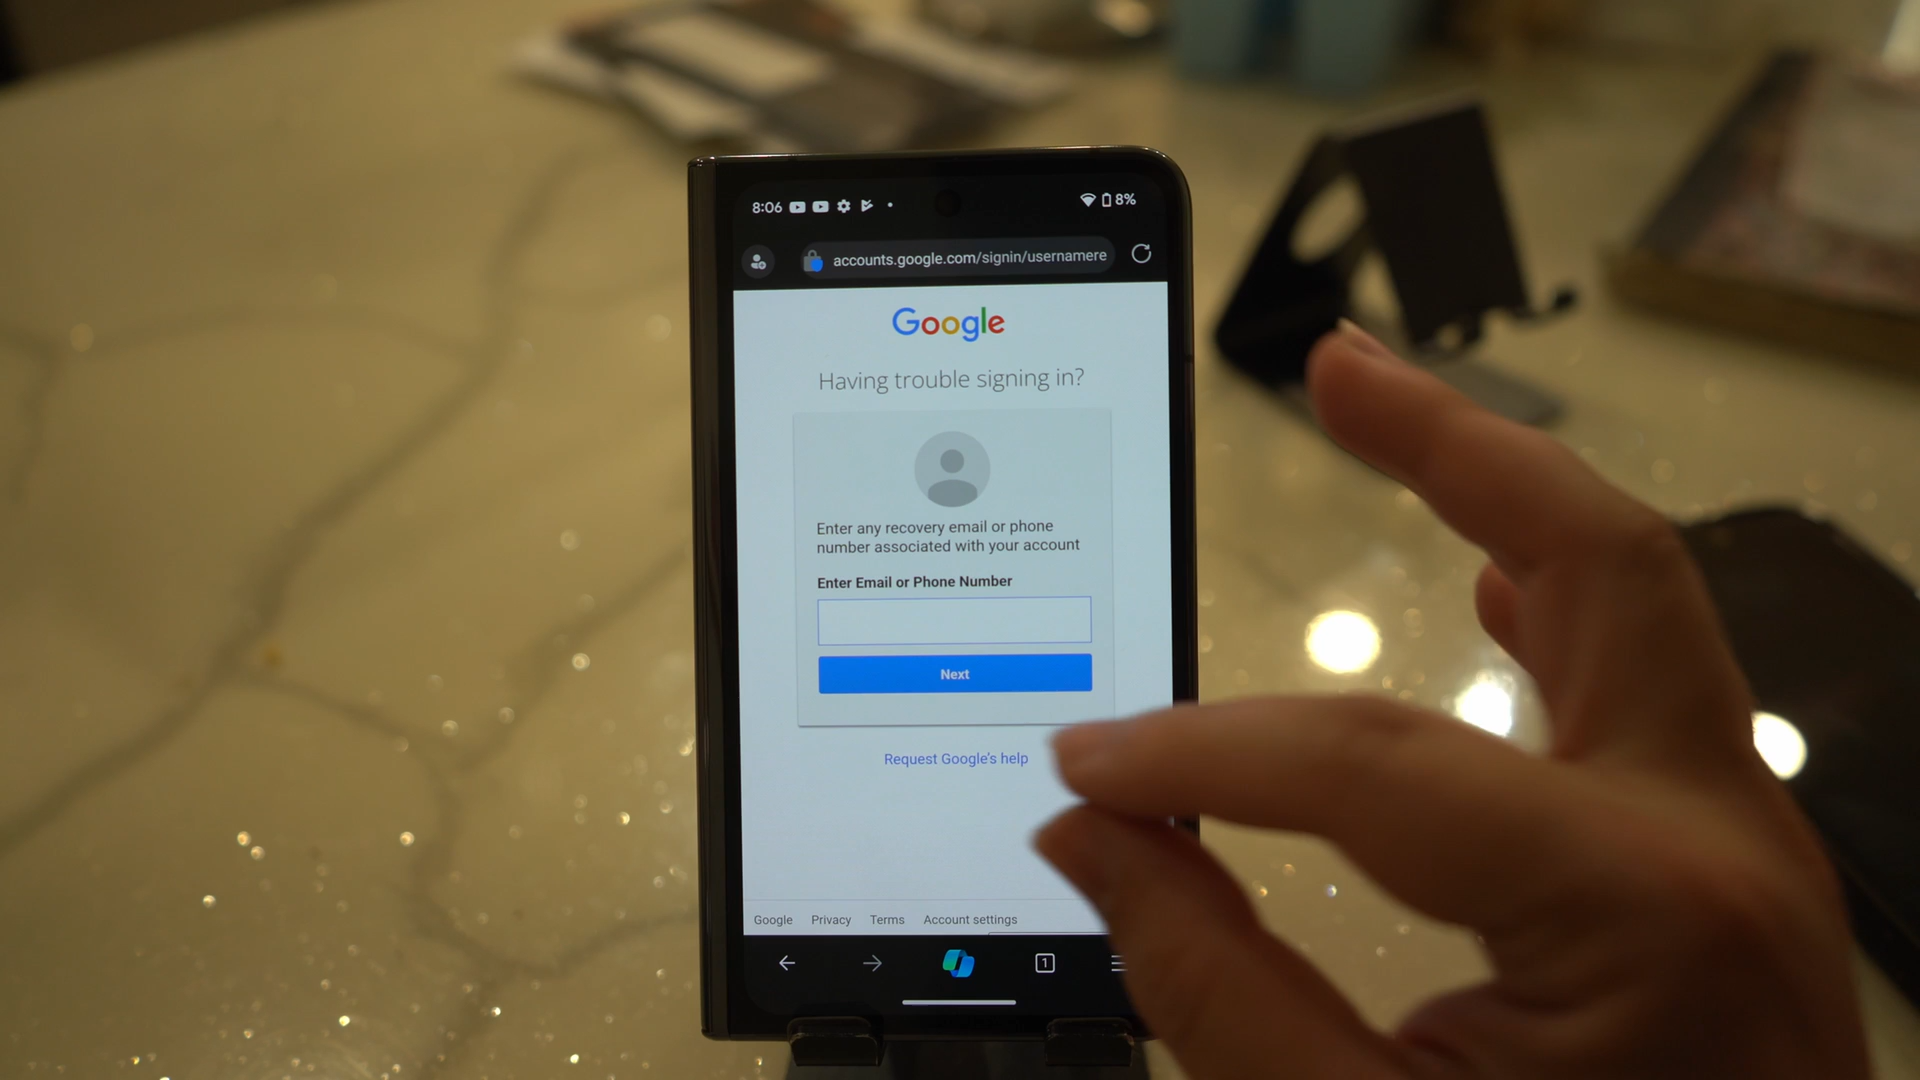 8:06
8%
accounts.google.com/signin/usernamere
Google
Having trouble signing in?
Enter any recovery email or phone
number associated with your account
Enter Email or Phone Number
Next
Request Google's help
Google Privacy Terms Account settings
1